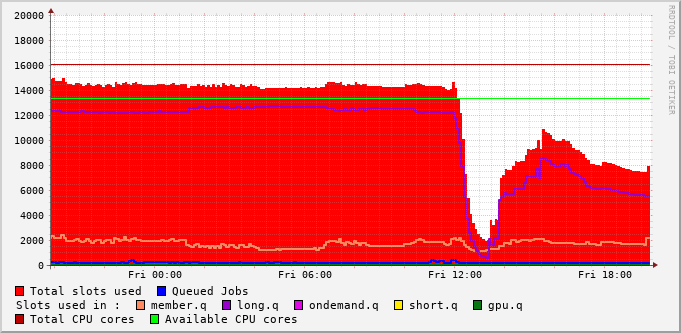 20000
18000
16000
14000
12000
10000
8000
6000
4000
2000
0
Fri 00:00 Fri 06:00 Fri 12:00 Fri 18:00
RRDTOOL / TOBI OETIKER
Total slots used Queued Jobs
Slots used in : member.q long.q ondemand.q short.q gpu.q
Total CPU cores Available CPU cores